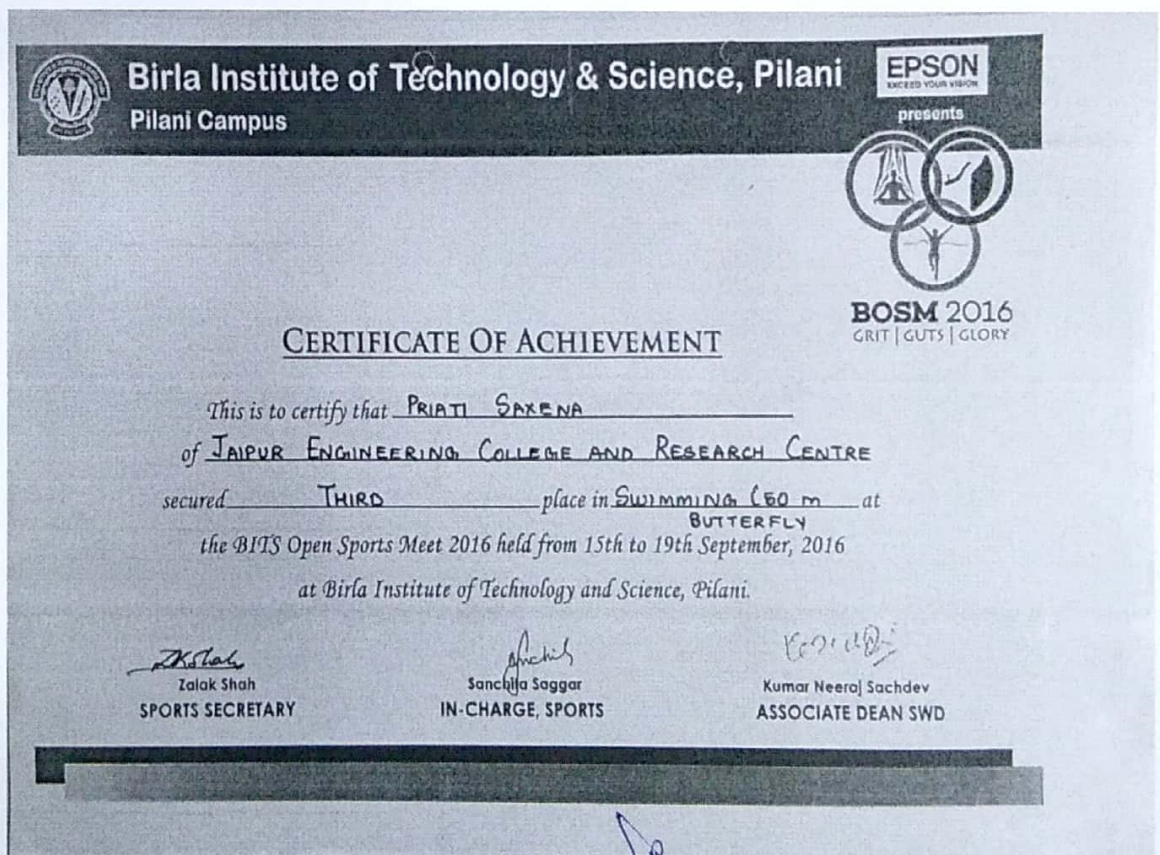 Birla Institute of Technology & Science, Pilani
Pilani Campus
EPSON
EXCEED YOUR VISION
presents
BOSM 2016
GRIT | GUTS | GLORY
CERTIFICATE OF ACHIEVEMENT
This is to certify that PRIATI SAXENA
of JAIPUR ENGINEERING COLLEGE AND RESEARCH CENTRE
secured THIRD place in SWIMMING (50 m at
BUTTERFLY
the BITS Open Sports Meet 2016 held from 15th to 19th September, 2016
at Birla Institute of Technology and Science, Pilani.
ZKShah
Zalak Shah
SPORTS SECRETARY
Sanchila Saggar
IN-CHARGE, SPORTS
Kumar Neeraj Sachdev
ASSOCIATE DEAN SWD